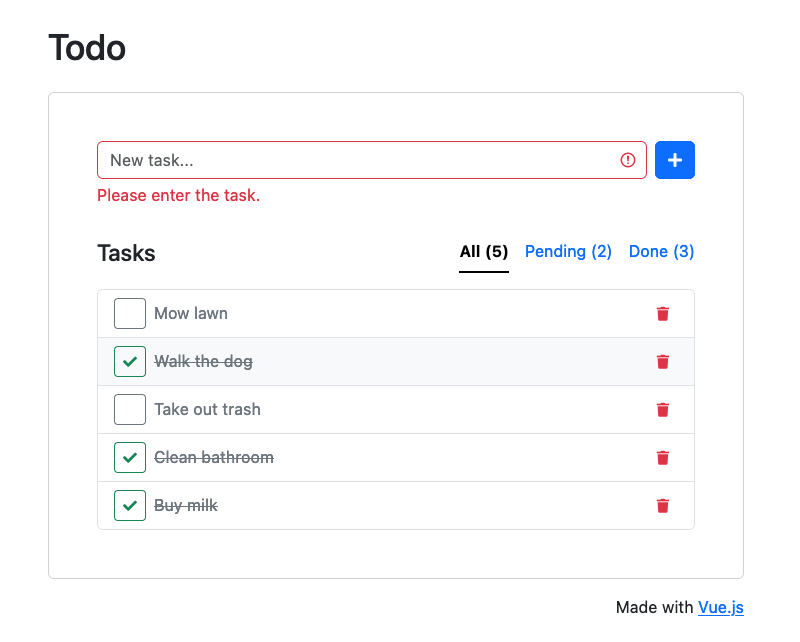 Todo
New task...
Please enter the task.
Tasks All (5) Pending (2) Done (3)
Mow lawn
Walk the dog
Take out trash
Clean bathroom
Buy milk
Made with Vue.js